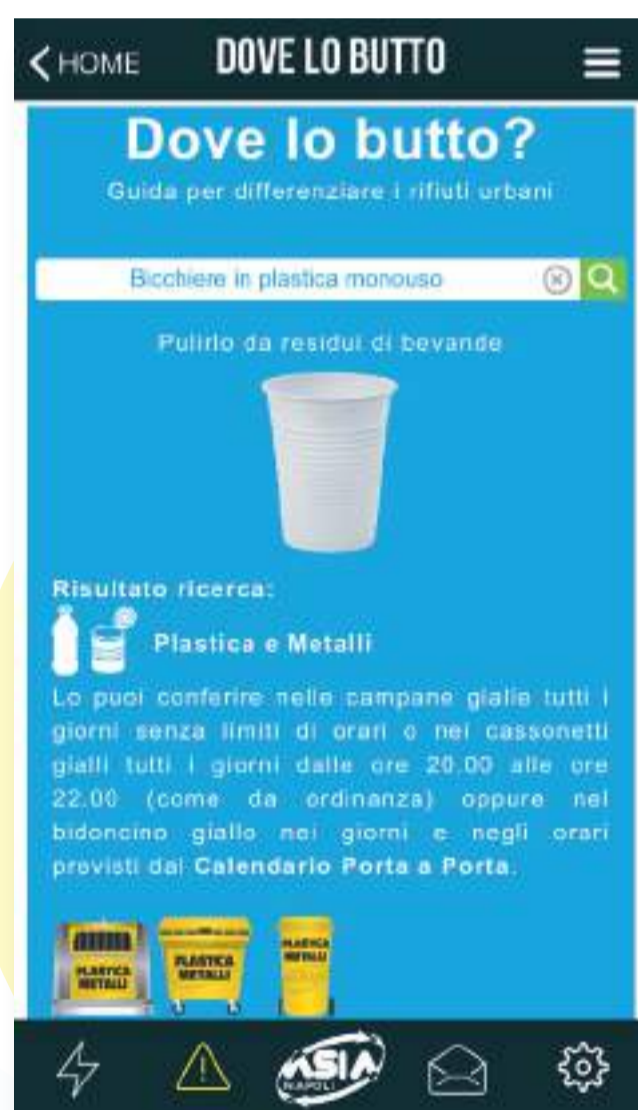 HOME DOVE LO BUTTO
Dove lo butto?
Guida per differenziare i rifiuti urbani
Bicchiere in plastica monouso
Pulirlo da residui di bevande
Risultato ricerca:
Plastica e Metalli
Lo puoi conferire nelle campane gialle tutti i
giorni senza limiti di orari o nei cassonetti
gialli tutti i giorni dalle ore 20.00 alle ore
22.00 (come da ordinanza) oppure nel
bidoncino giallo nei giorni e negli orari
previsti dal Calendario Porta a Porta.
PLASTICA METALLI
PLASTICA METALLI
PLASTICA METALLI
ASIA
NAPOLI